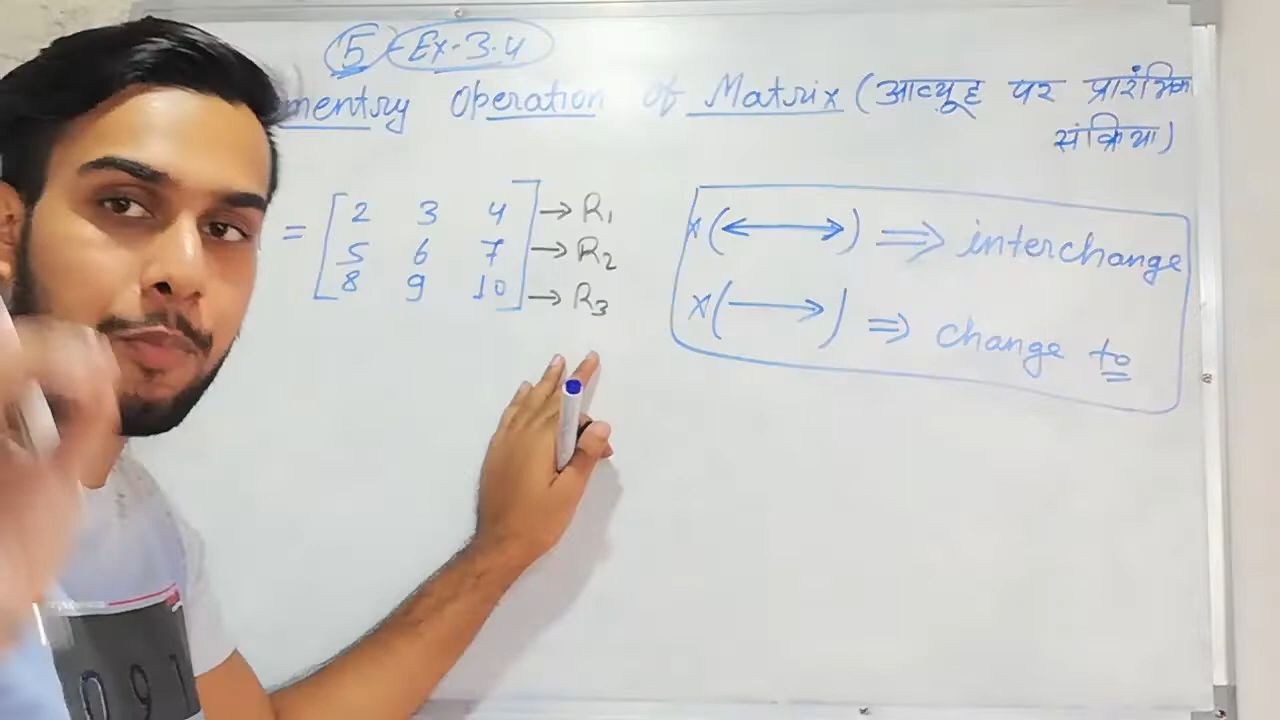 5 Ex-3.4
mentry Operation of Matrix (आव्यूह पर प्रारंभिक
संक्रिया)
= [ 2 3 4 ] → R₁
5 6 7 → R₂
8 9 10 → R₃
×(↔) ⇒ interchange
×(→) ⇒ change to
091